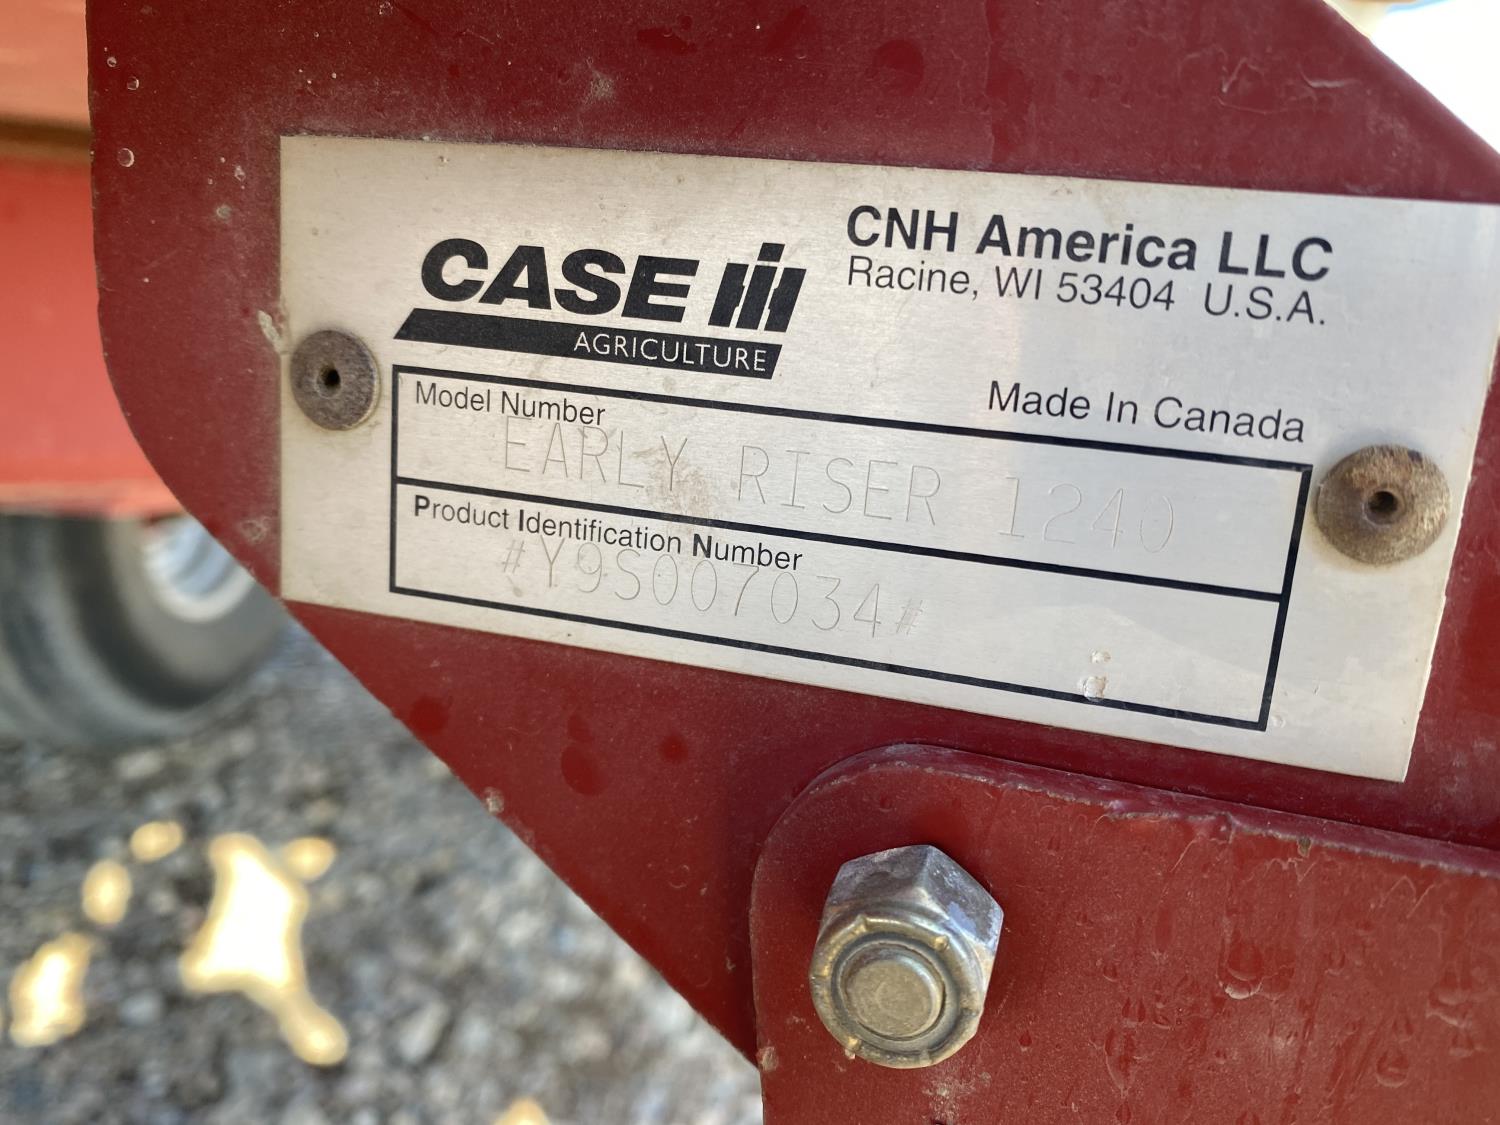 CASE IH
AGRICULTURE
CNH America LLC
Racine, WI 53404 U.S.A.
Made In Canada
Model Number
EARLY RISER 1240
Product Identification Number
#Y9S007034#